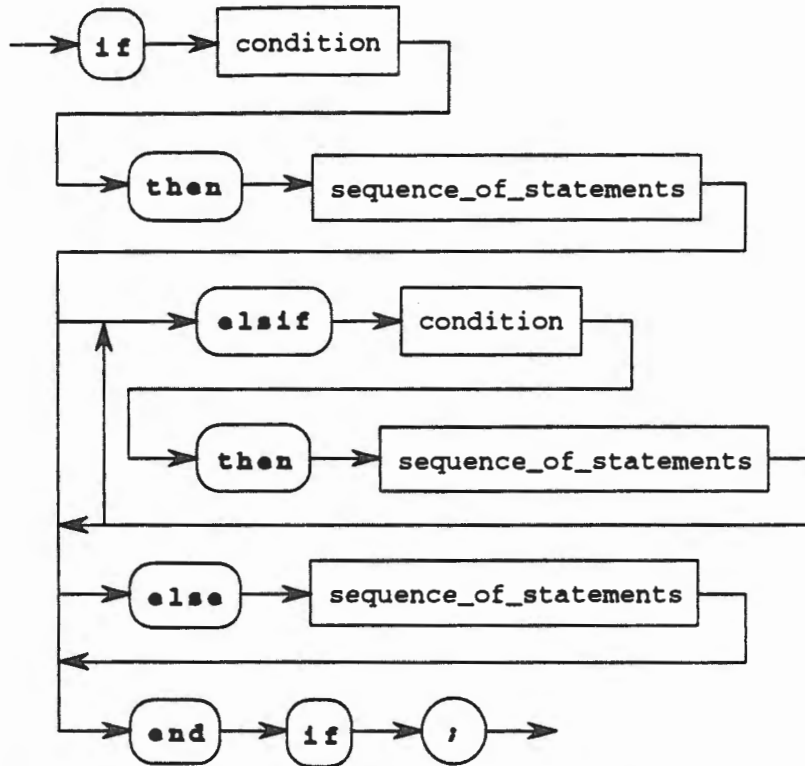 if condition
then sequence_of_statements
elsif condition
then sequence_of_statements
else sequence_of_statements
end if ;